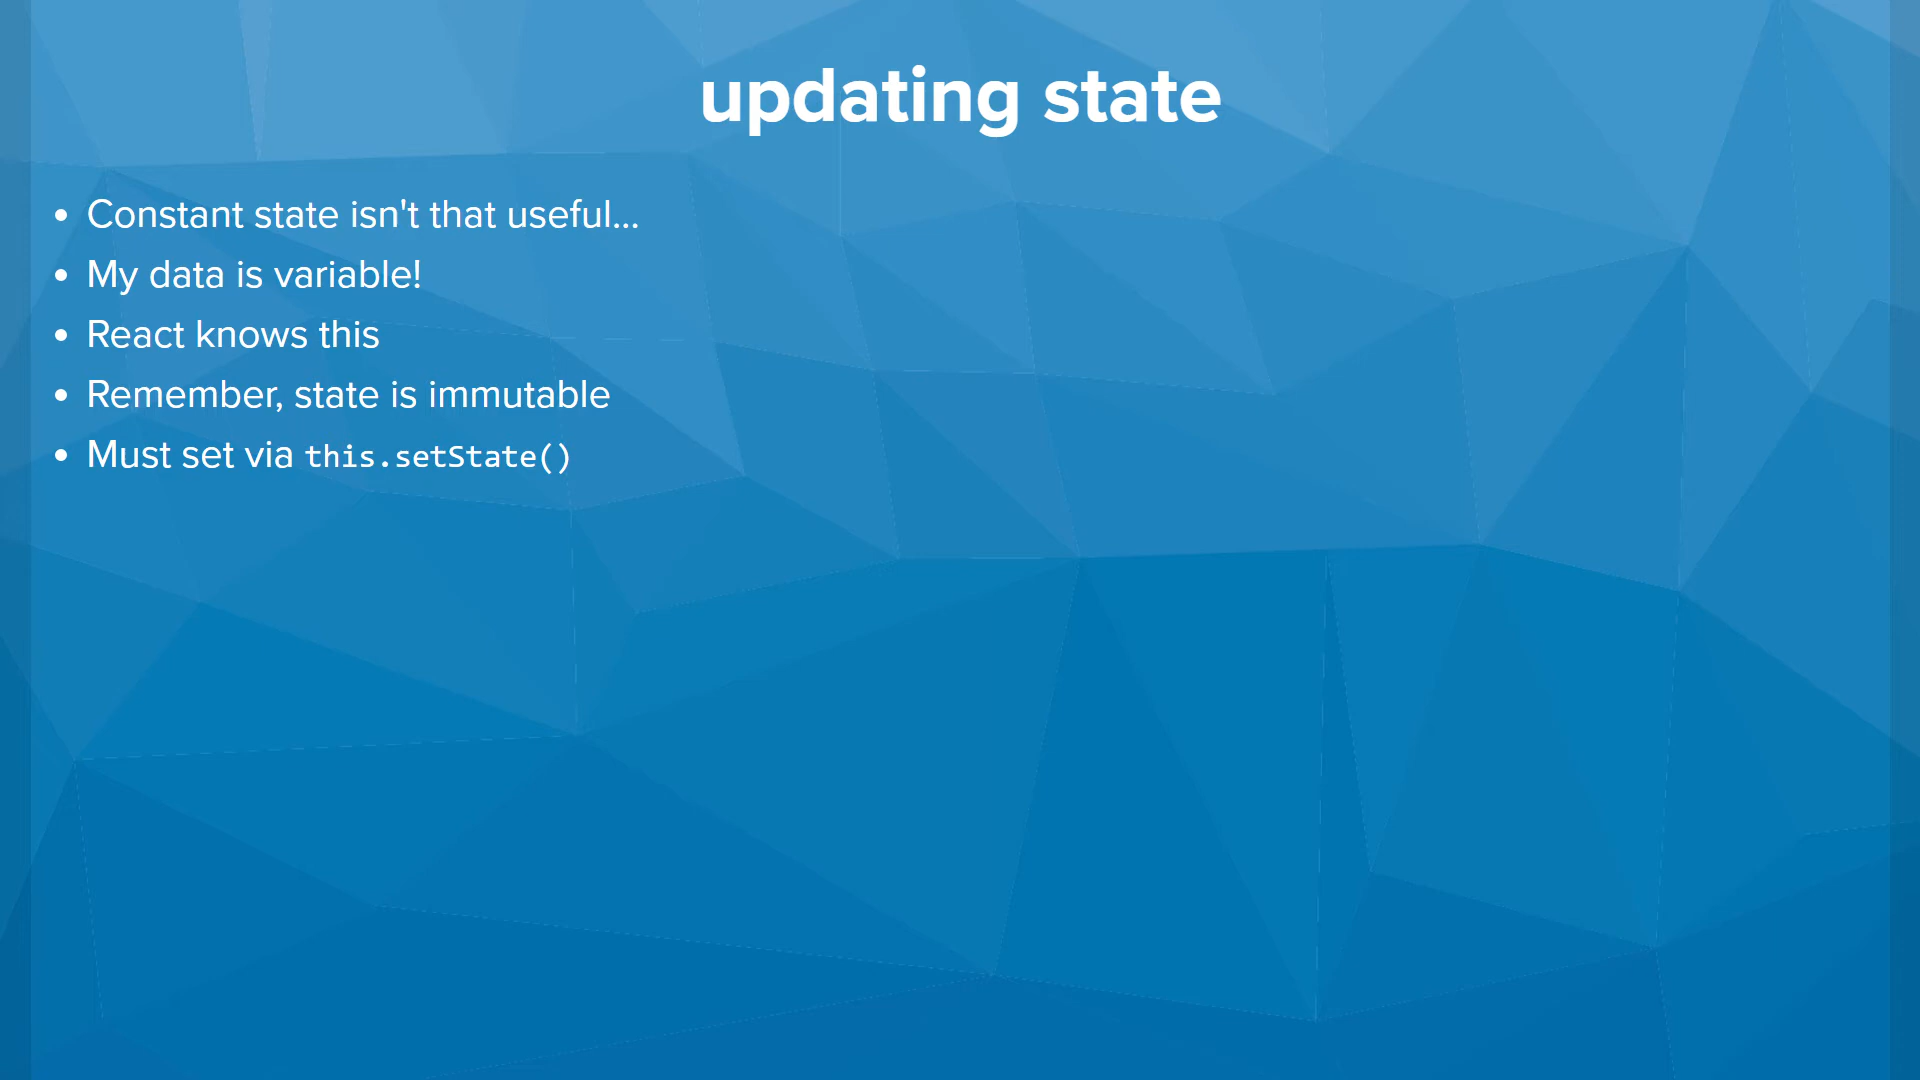 updating state
• Constant state isn't that useful...
• My data is variable!
• React knows this
• Remember, state is immutable
• Must set via this.setState()